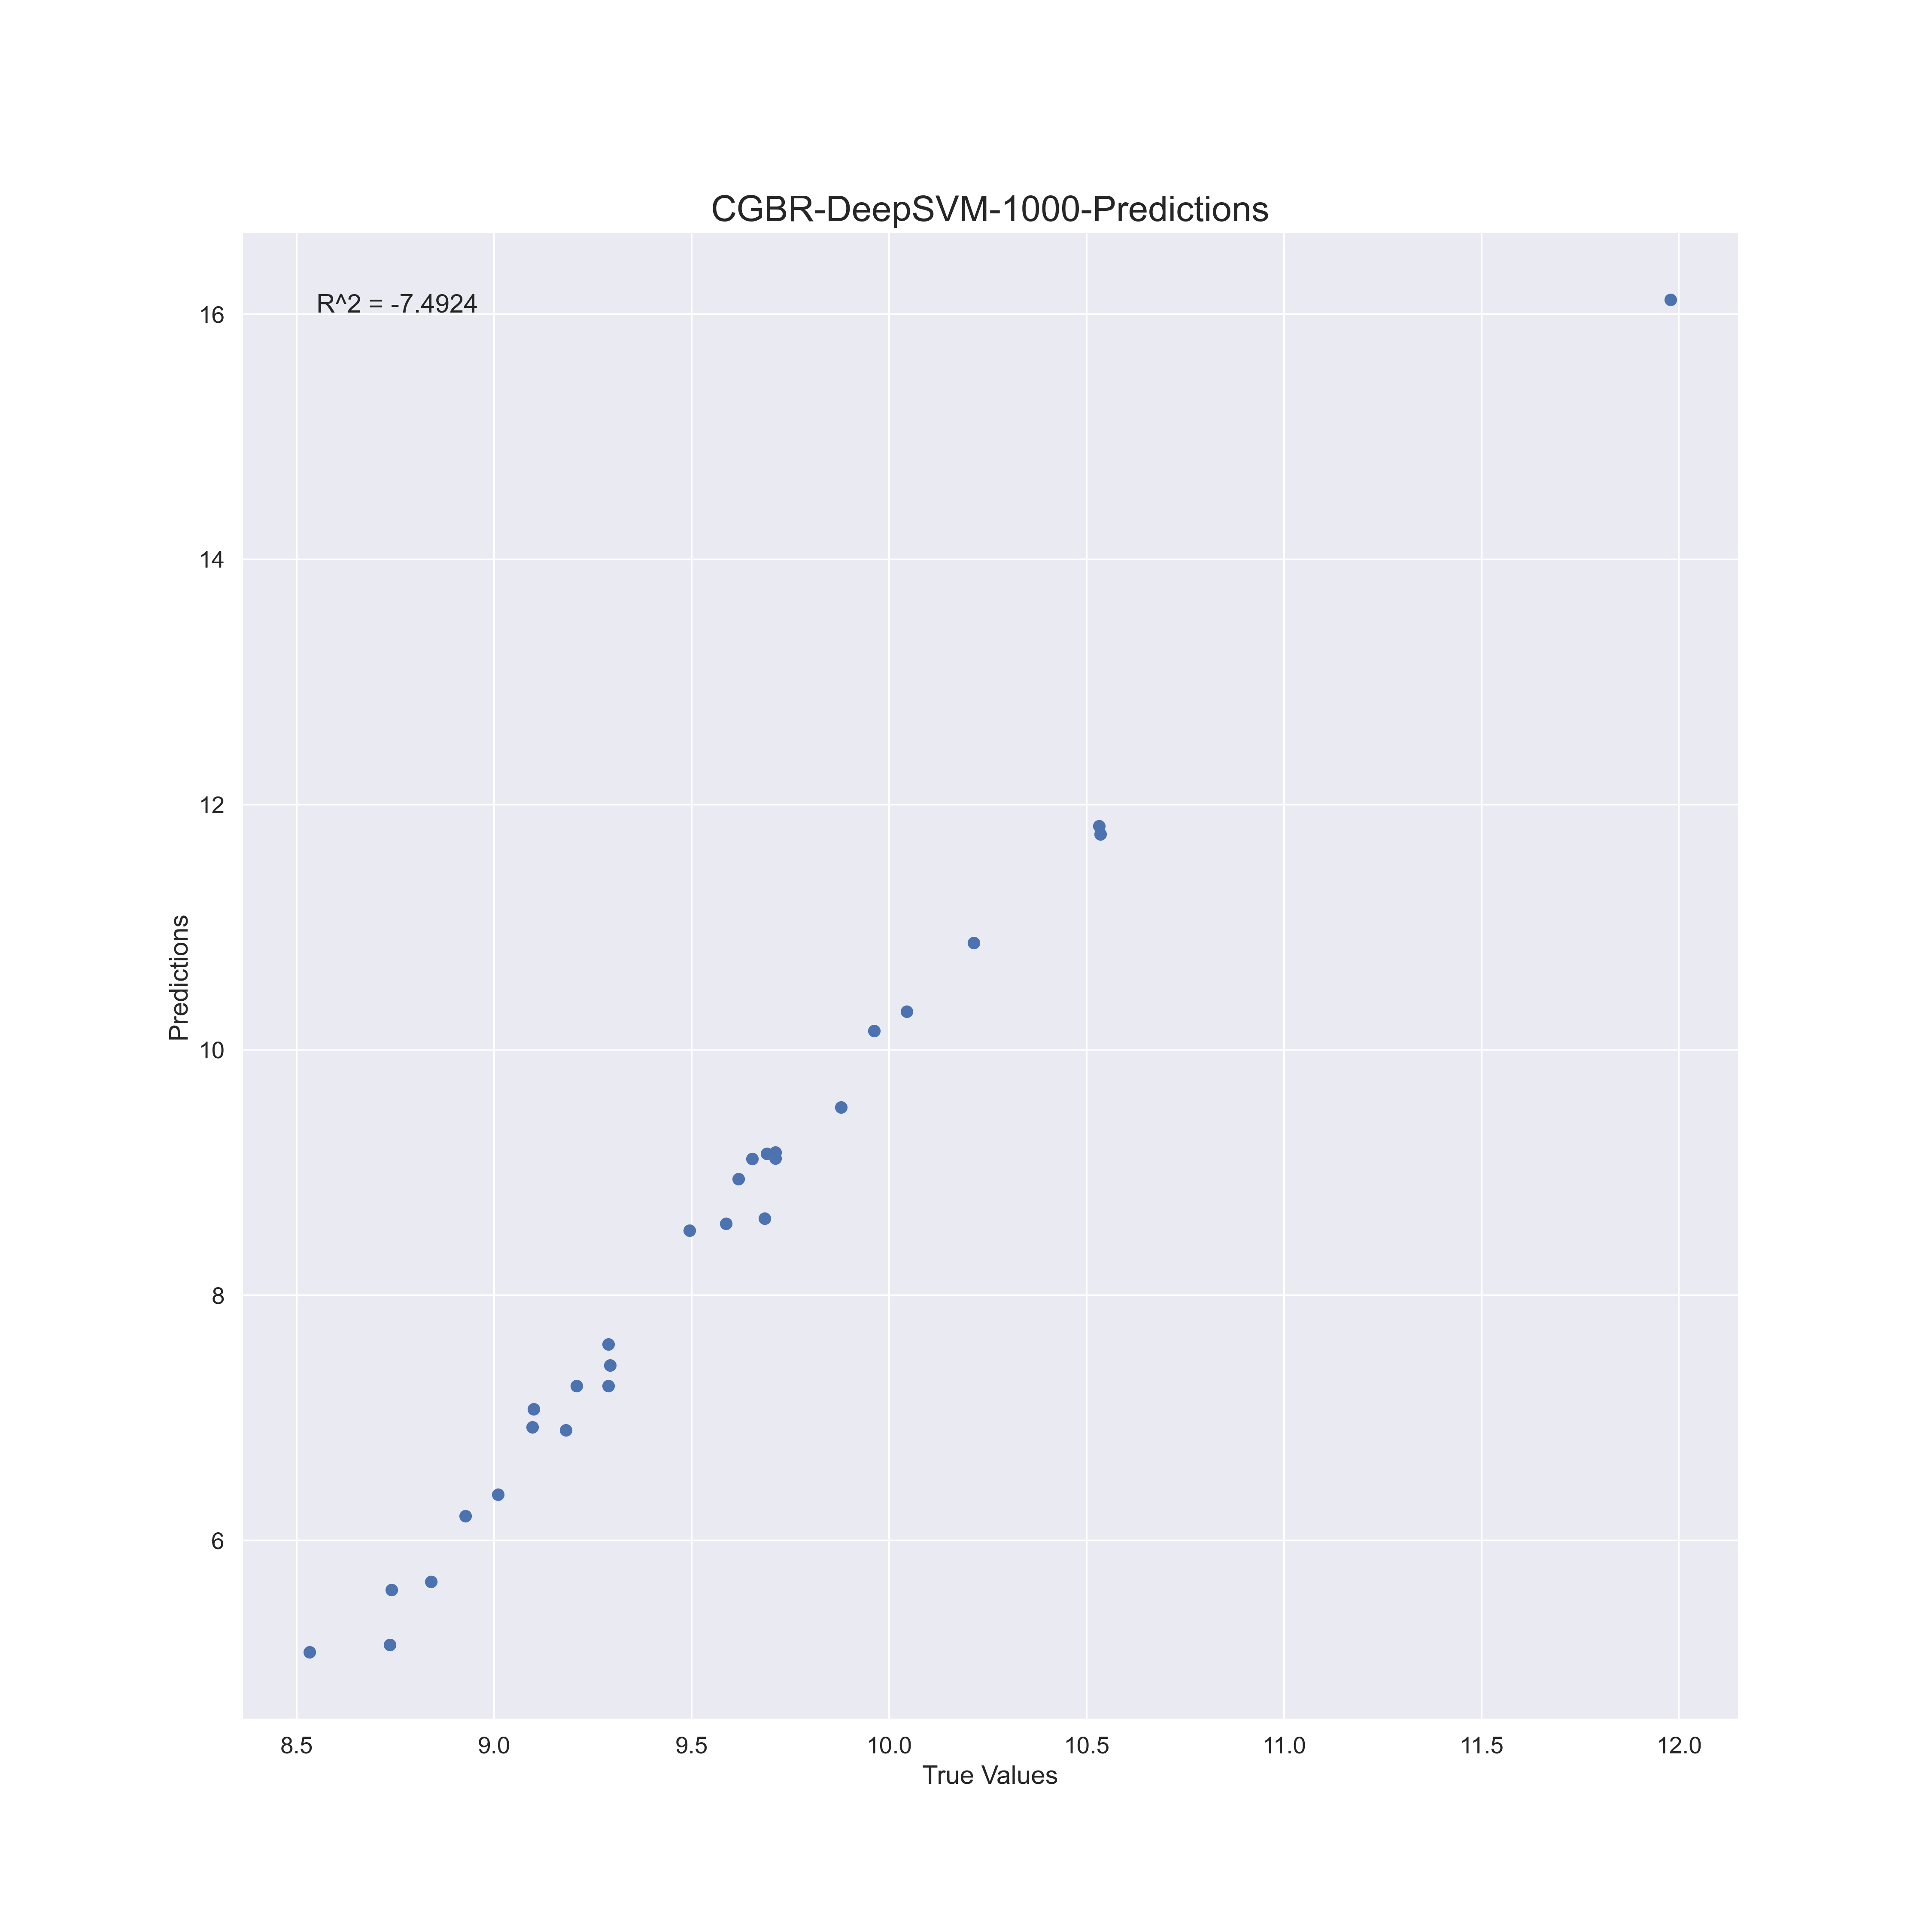 CGBR-DeepSVM-1000-Predictions
R^2 = -7.4924
16
14
12
10
8
6
Predictions
8.5 9.0 9.5 10.0 10.5 11.0 11.5 12.0
True Values